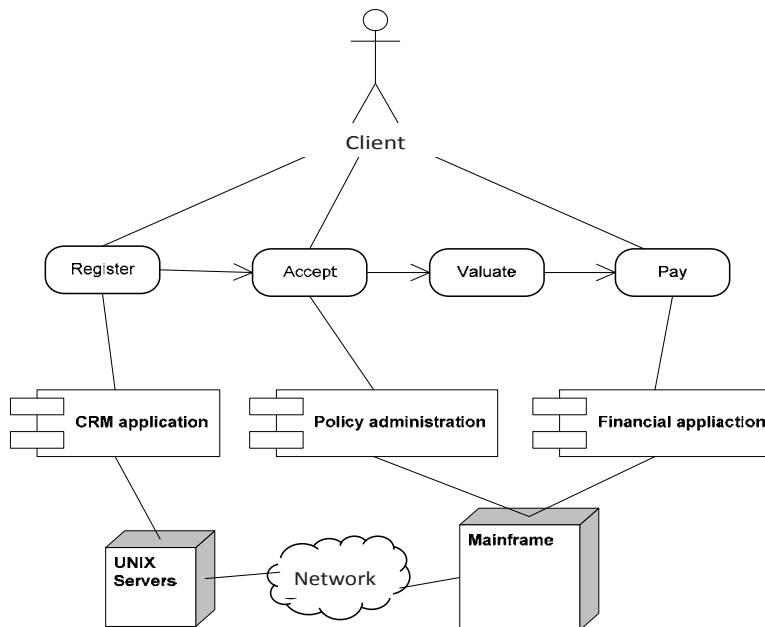 Client
Register
Accept
Valuate
Pay
CRM application
Policy administration
Financial appliaction
UNIX
Servers
Network
Mainframe